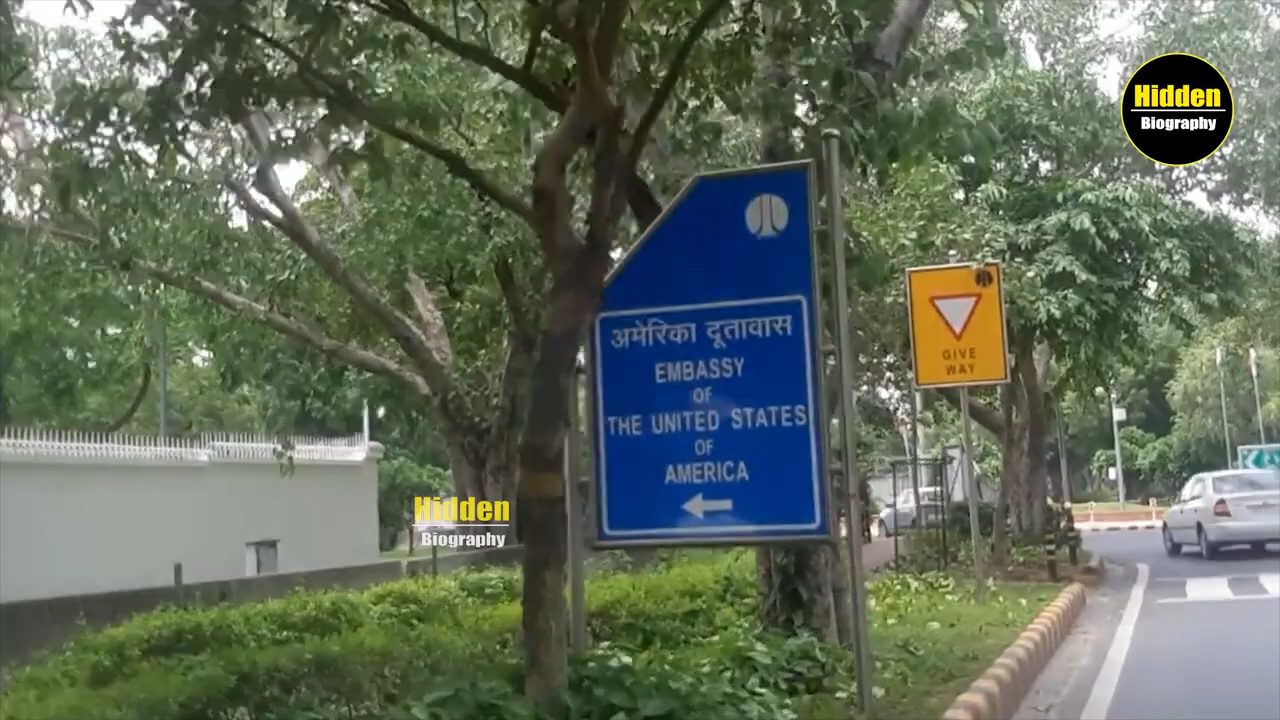 Hidden
Biography
अमेरिका दूतावास
EMBASSY
OF
THE UNITED STATES
OF
AMERICA
GIVE
WAY
Hidden
Biography